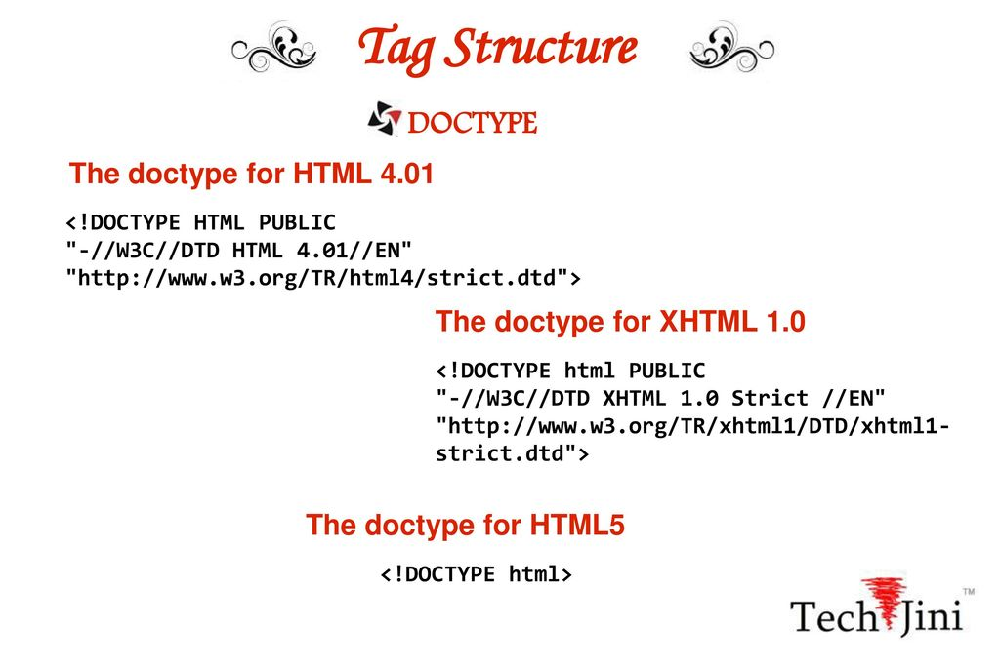 Tag Structure
DOCTYPE
The doctype for HTML 4.01
<!DOCTYPE HTML PUBLIC
"-//W3C//DTD HTML 4.01//EN"
"http://www.w3.org/TR/html4/strict.dtd">
The doctype for XHTML 1.0
<!DOCTYPE html PUBLIC
"-//W3C//DTD XHTML 1.0 Strict //EN"
"http://www.w3.org/TR/xhtml1/DTD/xhtml1-
strict.dtd">
The doctype for HTML5
<!DOCTYPE html>
Tech Jini ™